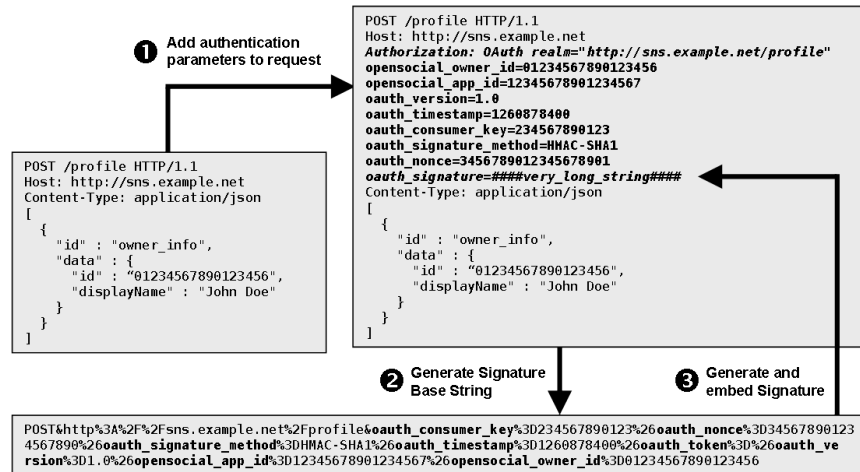 ❶ Add authentication
parameters to request
POST /profile HTTP/1.1
Host: http://sns.example.net
Content-Type: application/json
[
{
"id" : "owner_info",
"data" : {
"id" : “01234567890123456",
"displayName" : "John Doe"
}
}
]
POST /profile HTTP/1.1
Host: http://sns.example.net
Authorization: OAuth realm="http://sns.example.net/profile"
opensocial_owner_id=01234567890123456
opensocial_app_id=12345678901234567
oauth_version=1.0
oauth_timestamp=1260878400
oauth_consumer_key=234567890123
oauth_signature_method=HMAC-SHA1
oauth_nonce=3456789012345678901
oauth_signature=####very_long_string####
Content-Type: application/json
[
{
"id" : "owner_info",
"data" : {
"id" : “01234567890123456",
"displayName" : "John Doe"
}
}
]
❷ Generate Signature
Base String
❸ Generate and
embed Signature
POST&http%3A%2F%2Fsns.example.net%2Fprofile&oauth_consumer_key%3D234567890123%26oauth_nonce%3D34567890123
4567890%26oauth_signature_method%3DHMAC-SHA1%26oauth_timestamp%3D1260878400%26oauth_token%3D%26oauth_ve
rsion%3D1.0%26opensocial_app_id%3D12345678901234567%26opensocial_owner_id%3D01234567890123456